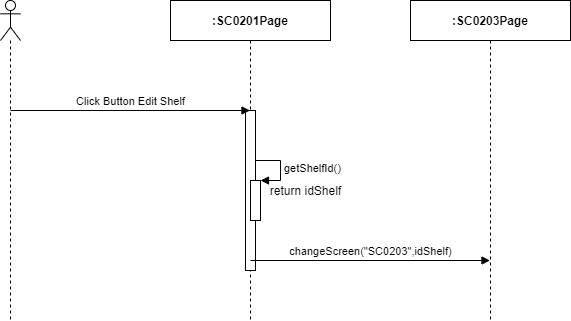 :SC0201Page
:SC0203Page
Click Button Edit Shelf
getShelfId()
return idShelf
changeScreen("SC0203",idShelf)